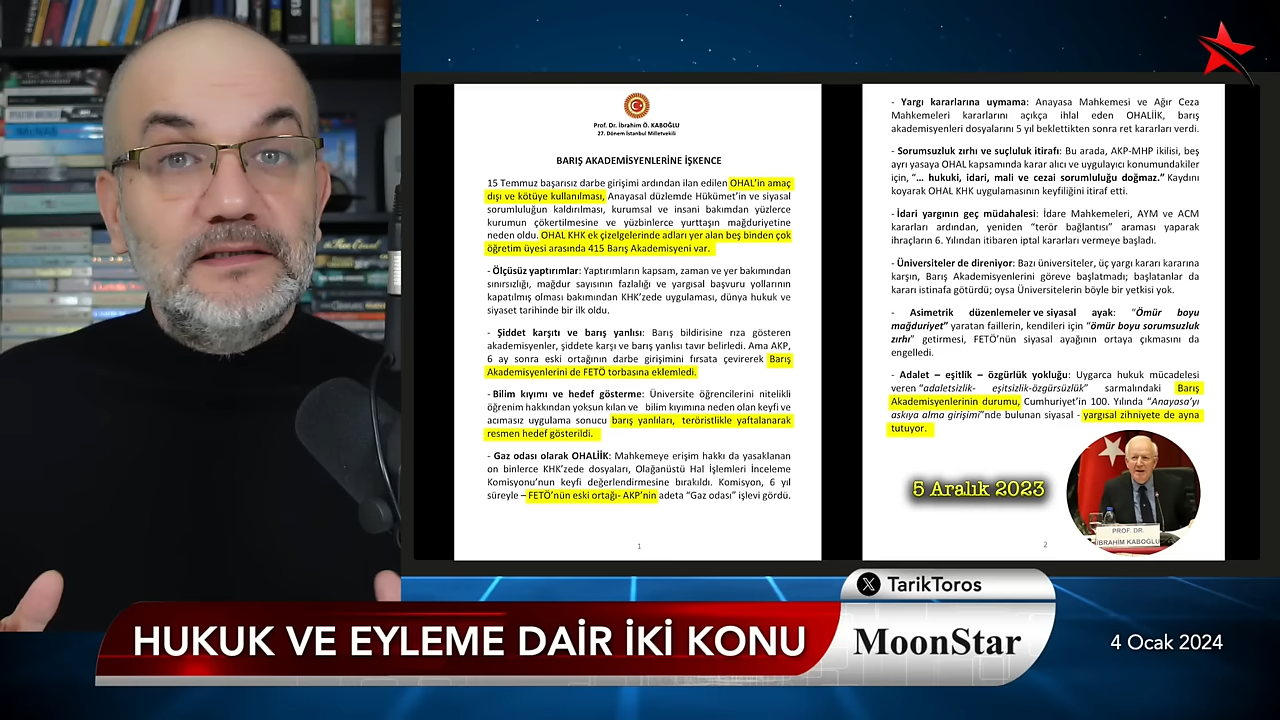 Prof. Dr. İbrahim Ö. KABOĞLU
27. Dönem İstanbul Milletvekili
BARIŞ AKADEMİSYENLERİNE İŞKENCE
15 Temmuz başarısız darbe girişimi ardından ilan edilen OHAL’in amaç
dışı ve kötüye kullanılması, Anayasal düzlemde Hükümet’in ve siyasal
sorumluluğun kaldırılması, kurumsal ve insani bakımdan yüzlerce
kurumun çökertilmesine ve yüzbinlerce yurttaşın mağduriyetine
neden oldu. OHAL KHK ek çizelgelerinde adları yer alan beş binden çok
öğretim üyesi arasında 415 Barış Akademisyeni var.
- Ölçüsüz yaptırımlar: Yaptırımların kapsam, zaman ve yer bakımından
sınırsızlığı, mağdur sayısının fazlalığı ve yargısal başvuru yollarının
kapatılmış olması bakımından KHK’zede uygulaması, dünya hukuk ve
siyaset tarihinde bir ilk oldu.
- Şiddet karşıtı ve barış yanlısı: Barış bildirisine rıza gösteren
akademisyenler, şiddete karşı ve barış yanlısı tavır belirledi. Ama AKP,
6 ay sonra eski ortağının darbe girişimini fırsata çevirerek Barış
Akademisyenlerini de FETÖ torbasına eklemledi.
- Bilim kıyımı ve hedef gösterme: Üniversite öğrencilerini nitelikli
öğrenim hakkından yoksun kılan ve bilim kıyımına neden olan keyfi ve
acımasız uygulama sonucu barış yanlıları, teröristlikle yaftalanarak
resmen hedef gösterildi.
- Gaz odası olarak OHALİİK: Mahkemeye erişim hakkı da yasaklanan
on binlerce KHK’zede dosyaları, Olağanüstü Hal İşlemleri İnceleme
Komisyonu’nun keyfi değerlendirmesine bırakıldı. Komisyon, 6 yıl
süreyle – FETÖ’nün eski ortağı- AKP’nin adeta “Gaz odası” işlevi gördü.
1
- Yargı kararlarına uymama: Anayasa Mahkemesi ve Ağır Ceza
Mahkemeleri kararlarını açıkça ihlal eden OHALİİK, barış
akademisyenleri dosyalarını 5 yıl beklettikten sonra ret kararları verdi.
- Sorumsuzluk zırhı ve suçluluk itirafı: Bu arada, AKP-MHP ikilisi, beş
ayrı yasaya OHAL kapsamında karar alıcı ve uygulayıcı konumundakiler
için, “… hukuki, idari, mali ve cezai sorumluluğu doğmaz.” Kaydını
koyarak OHAL KHK uygulamasının keyfiliğini itiraf etti.
- İdari yargının geç müdahalesi: İdare Mahkemeleri, AYM ve ACM
kararları ardından, yeniden “terör bağlantısı” araması yaparak
ihraçların 6. Yılından itibaren iptal kararları vermeye başladı.
- Üniversiteler de direniyor: Bazı üniversiteler, üç yargı kararı kararına
karşın, Barış Akademisyenlerini göreve başlatmadı; başlatanlar da
kararı istinafa götürdü; oysa Üniversitelerin böyle bir yetkisi yok.
- Asimetrik düzenlemeler ve siyasal ayak: “Ömür boyu
mağduriyet” yaratan faillerin, kendileri için “ömür boyu sorumsuzluk
zırhı” getirmesi, FETÖ’nün siyasal ayağının ortaya çıkmasını da
engelledi.
- Adalet – eşitlik – özgürlük yokluğu: Uygarca hukuk mücadelesi
veren “adaletsizlik- eşitsizlik-özgürsüzlük” sarmalındaki Barış
Akademisyenlerinin durumu, Cumhuriyet’in 100. Yılında “Anayasa’yı
askıya alma girişimi”nde bulunan siyasal - yargısal zihniyete de ayna
tutuyor.
5 Aralık 2023
PROF. DR.
İBRAHİM KABOĞLU
2
TarikToros
HUKUK VE EYLEME DAİR İKİ KONU
MoonStar
4 Ocak 2024